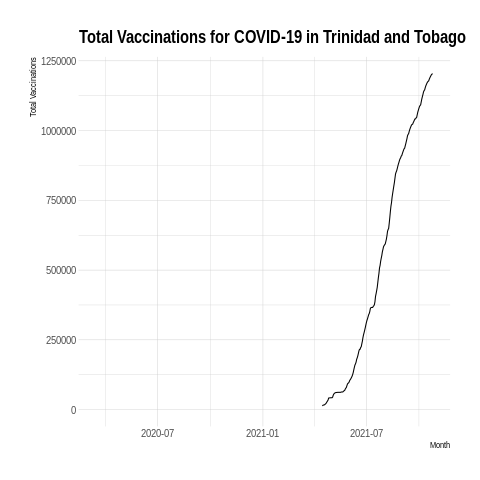 Total Vaccinations for COVID-19 in Trinidad and Tobago
Total Vaccinations
1250000
1000000
750000
500000
250000
0
2020-07 2021-01 2021-07
Month